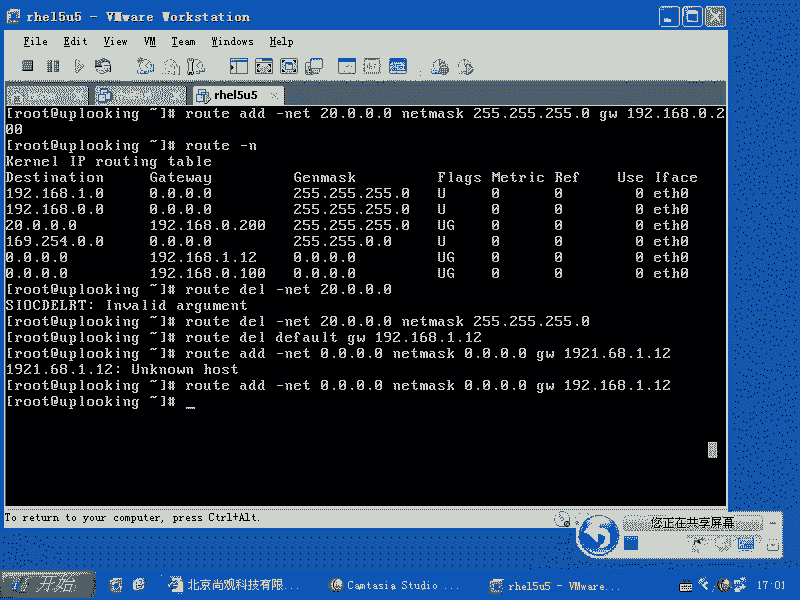 rhel5u5 - VMware Workstation
File Edit View VM Team Windows Help
rhel5u5
[root@uplooking ~]# route add -net 20.0.0.0 netmask 255.255.255.0 gw 192.168.0.2
00
[root@uplooking ~]# route -n
Kernel IP routing table
Destination Gateway Genmask Flags Metric Ref Use Iface
192.168.1.0 0.0.0.0 255.255.255.0 U 0 0 0 eth0
192.168.0.0 0.0.0.0 255.255.255.0 U 0 0 0 eth0
20.0.0.0 192.168.0.200 255.255.255.0 UG 0 0 0 eth0
169.254.0.0 0.0.0.0 255.255.0.0 U 0 0 0 eth0
0.0.0.0 192.168.1.12 0.0.0.0 UG 0 0 0 eth0
0.0.0.0 192.168.0.100 0.0.0.0 UG 0 0 0 eth0
[root@uplooking ~]# route del -net 20.0.0.0
SIOCDELRT: Invalid argument
[root@uplooking ~]# route del -net 20.0.0.0 netmask 255.255.255.0
[root@uplooking ~]# route del default gw 192.168.1.12
[root@uplooking ~]# route add -net 0.0.0.0 netmask 0.0.0.0 gw 1921.68.1.12
1921.68.1.12: Unknown host
[root@uplooking ~]# route add -net 0.0.0.0 netmask 0.0.0.0 gw 192.168.1.12
[root@uplooking ~]# _
To return to your computer, press Ctrl+Alt.
您正在共享屏幕
开始
北京尚观科技有限...
Camtasia Studio ...
rhel5u5 - VMware...
17:01